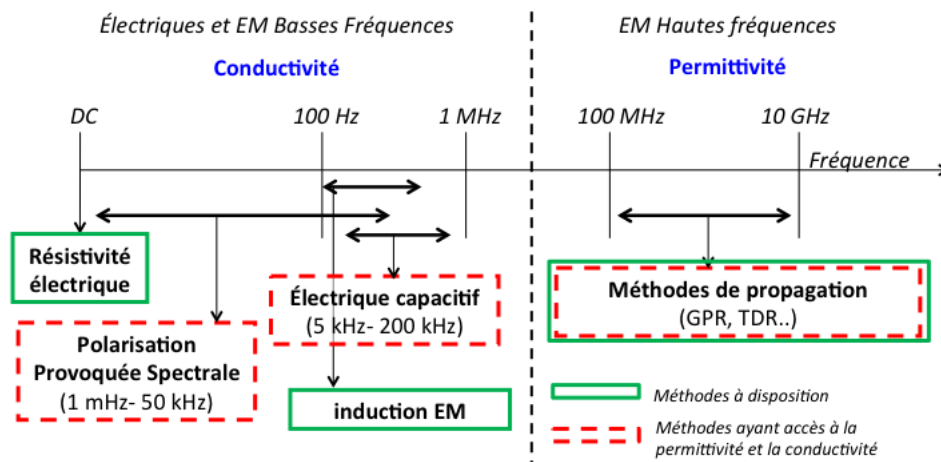 Électriques et EM Basses Fréquences
EM Hautes fréquences
Conductivité
Permittivité
DC
100 Hz
1 MHz
100 MHz
10 GHz
Fréquence
Résistivité
électrique
Électrique capacitif
(5 kHz- 200 kHz)
Méthodes de propagation
(GPR, TDR..)
Polarisation
Provoquée Spectrale
(1 mHz- 50 kHz)
induction EM
Méthodes à disposition
Méthodes ayant accès à la
permittivité et la conductivité